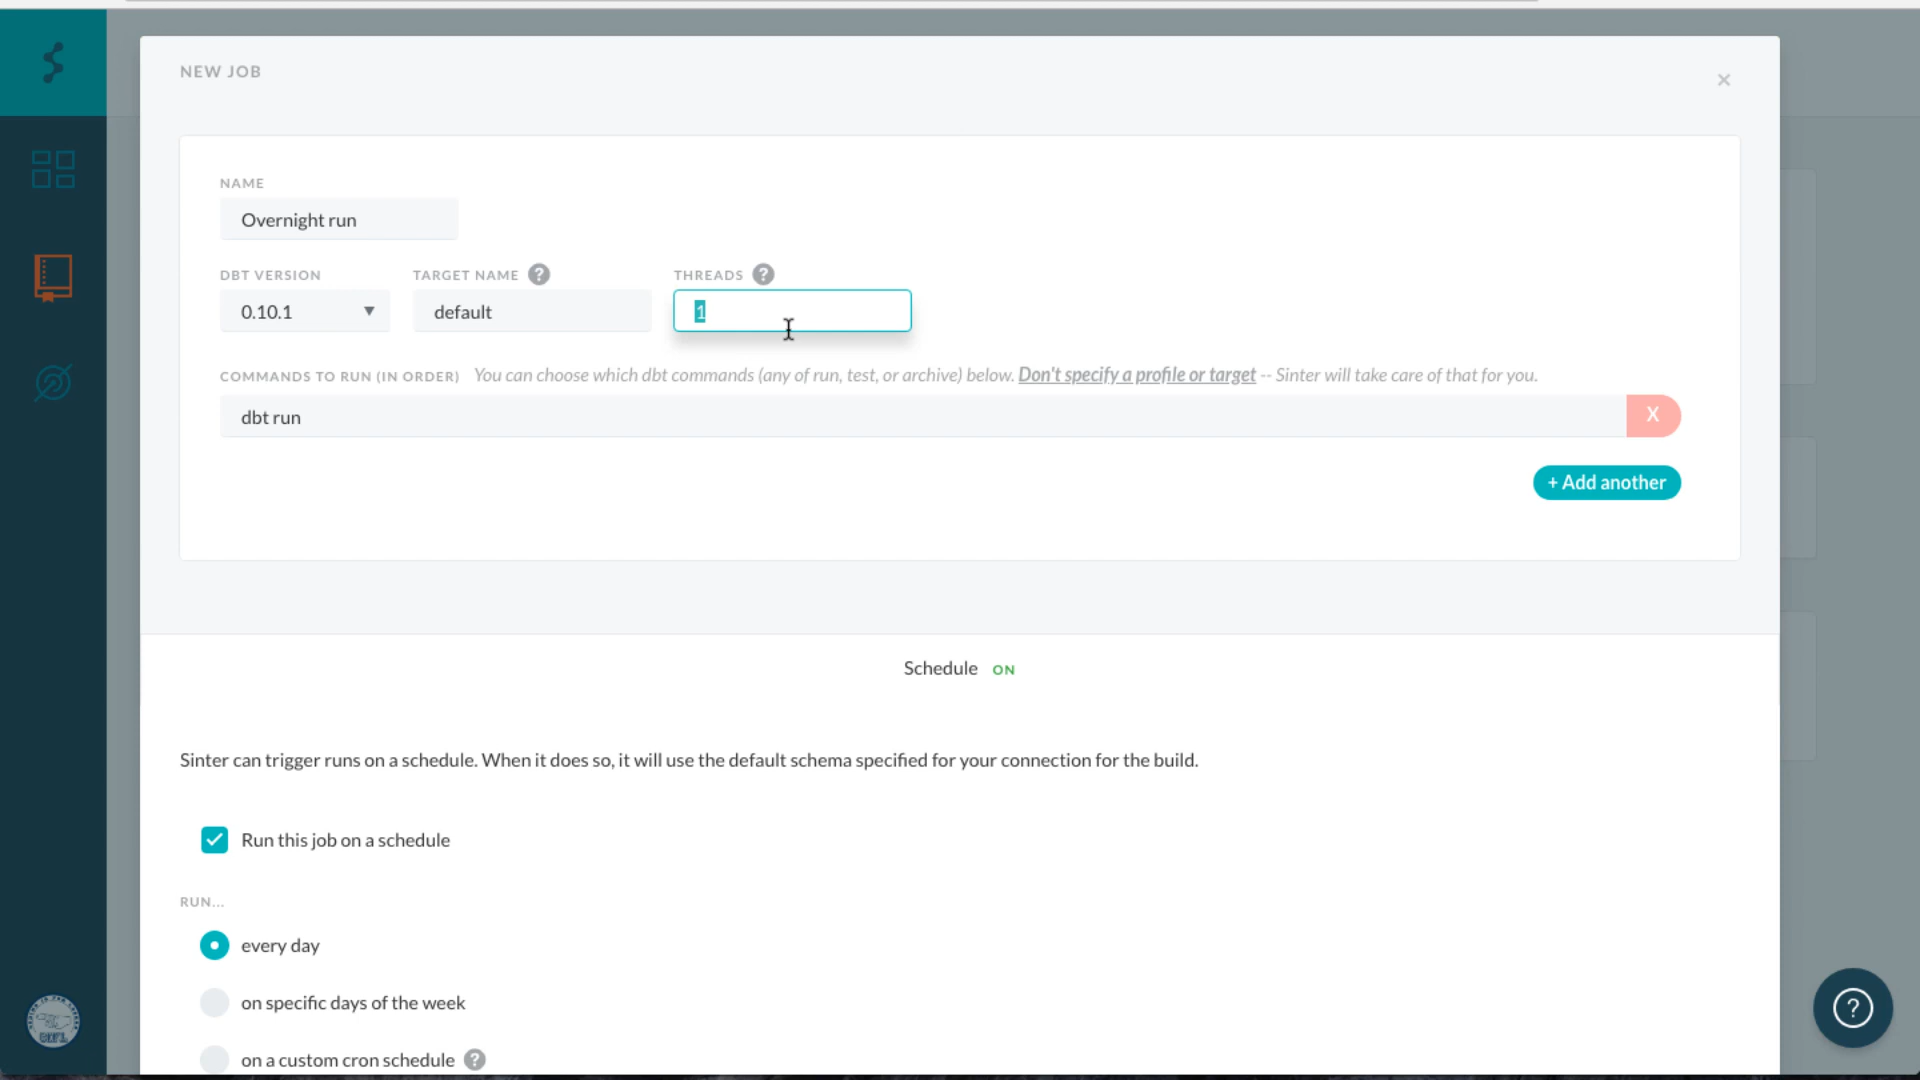 NEW JOB
×
NAME
Overnight run
DBT VERSION TARGET NAME ? THREADS ?
0.10.1 default 1
COMMANDS TO RUN (IN ORDER) You can choose which dbt commands (any of run, test, or archive) below. Don't specify a profile or target -- Sinter will take care of that for you.
dbt run X
+ Add another
Schedule ON
Sinter can trigger runs on a schedule. When it does so, it will use the default schema specified for your connection for the build.
Run this job on a schedule
RUN...
every day
on specific days of the week
on a custom cron schedule ?
?